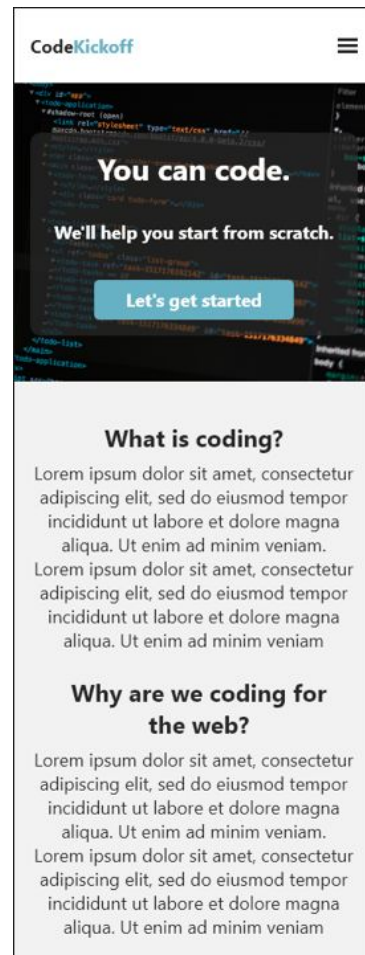 CodeKickoff
You can code.
We'll help you start from scratch.
Let's get started
What is coding?
Lorem ipsum dolor sit amet, consectetur
adipiscing elit, sed do eiusmod tempor
incididunt ut labore et dolore magna
aliqua. Ut enim ad minim veniam.
Lorem ipsum dolor sit amet, consectetur
adipiscing elit, sed do eiusmod tempor
incididunt ut labore et dolore magna
aliqua. Ut enim ad minim veniam
Why are we coding for
the web?
Lorem ipsum dolor sit amet, consectetur
adipiscing elit, sed do eiusmod tempor
incididunt ut labore et dolore magna
aliqua. Ut enim ad minim veniam.
Lorem ipsum dolor sit amet, consectetur
adipiscing elit, sed do eiusmod tempor
incididunt ut labore et dolore magna
aliqua. Ut enim ad minim veniam